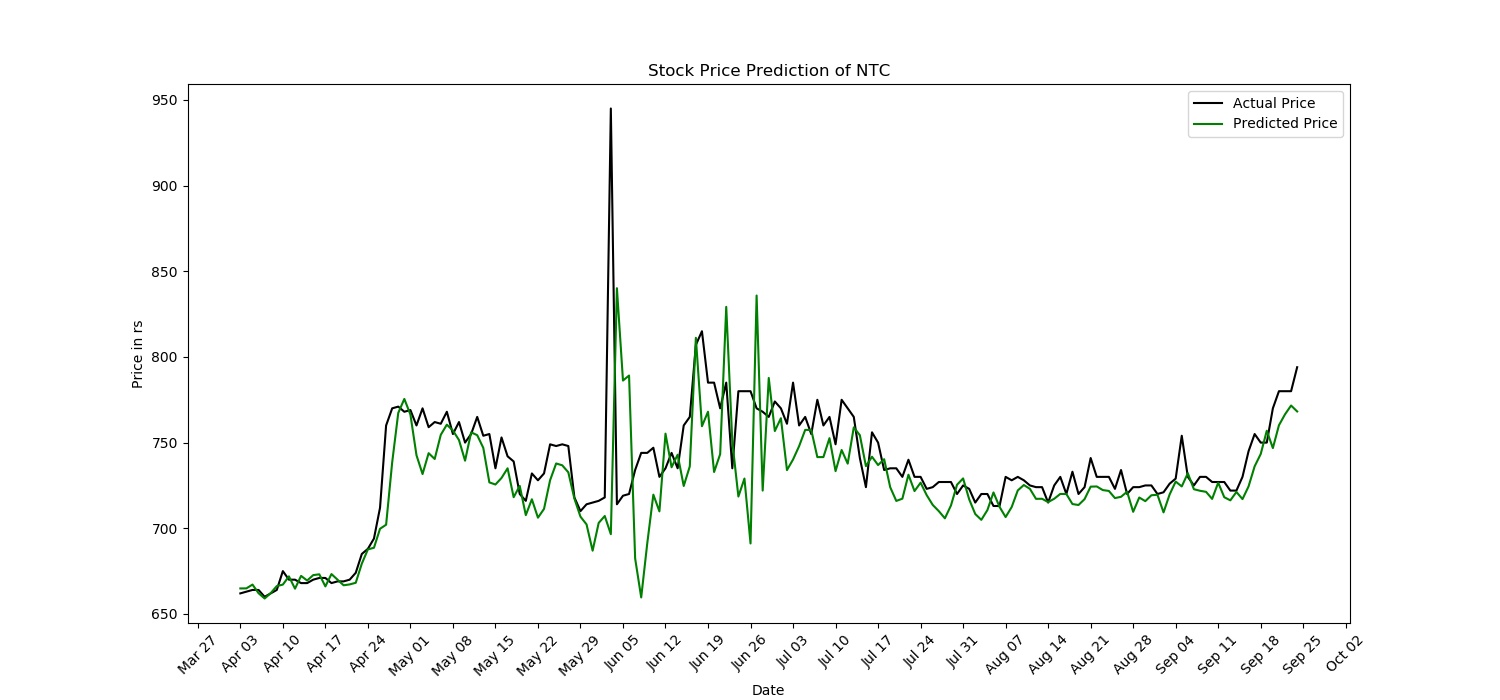 Stock Price Prediction of NTC
Actual Price
Predicted Price
Price in rs
950
900
850
800
750
700
650
Mar 27
Apr 03
Apr 10
Apr 17
Apr 24
May 01
May 08
May 15
May 22
May 29
Jun 05
Jun 12
Jun 19
Jun 26
Jul 03
Jul 10
Jul 17
Jul 24
Jul 31
Aug 07
Aug 14
Aug 21
Aug 28
Sep 04
Sep 11
Sep 18
Sep 25
Oct 02
Date